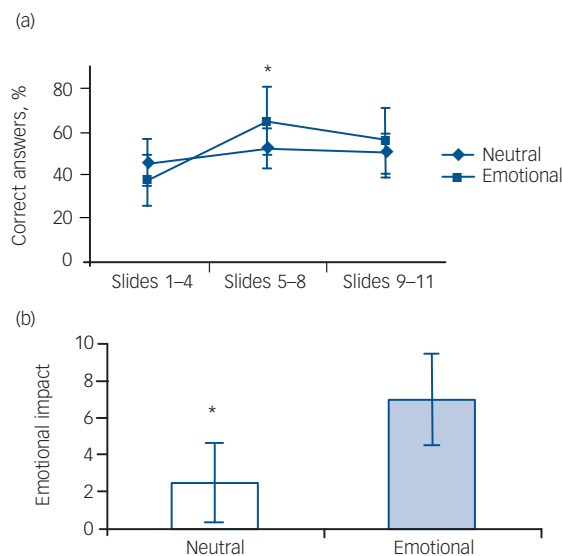 (a)
Correct answers, %
80
60
40
20
0
*
Neutral
Emotional
Slides 1–4 Slides 5–8 Slides 9–11
(b)
Emotional impact
10
8
6
4
2
0
*
Neutral Emotional